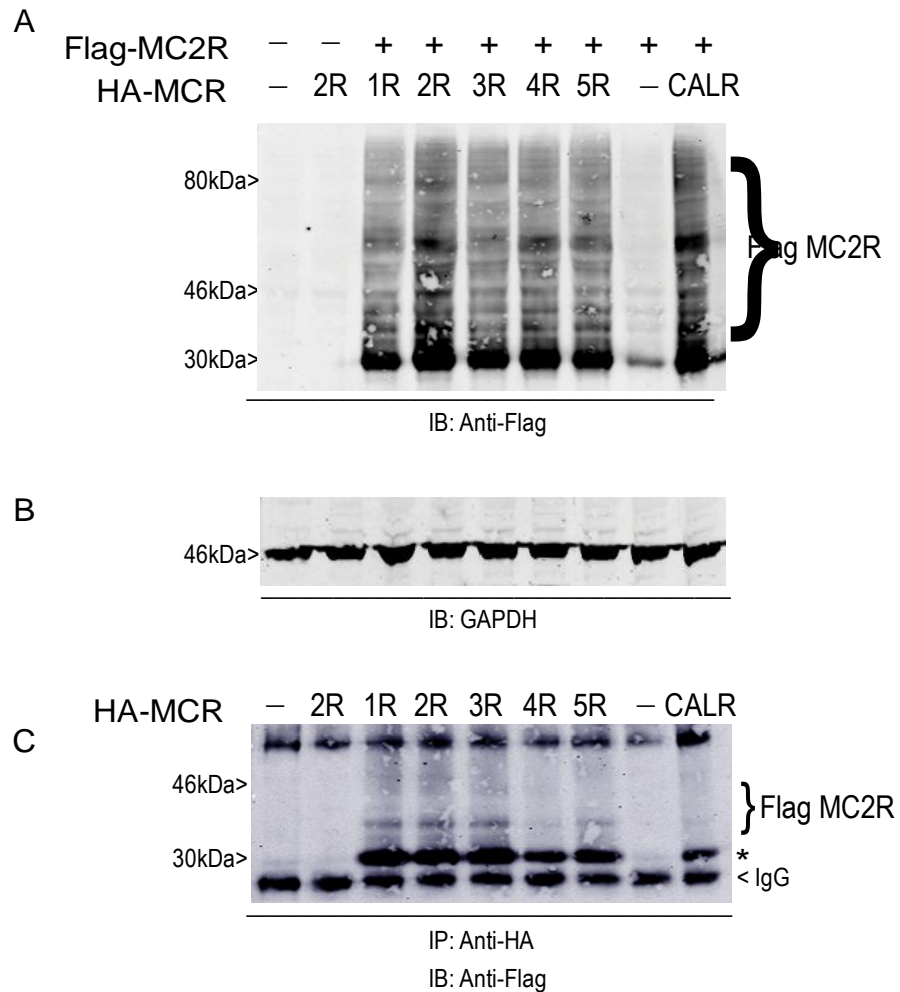 A
Flag-MC2R – – + + + + + + +
HA-MCR – 2R 1R 2R 3R 4R 5R – CALR
80kDa>
Flag MC2R
46kDa>
30kDa>
IB: Anti-Flag
B
46kDa>
IB: GAPDH
HA-MCR – 2R 1R 2R 3R 4R 5R – CALR
C
46kDa>
Flag MC2R
30kDa>
*
< IgG
IP: Anti-HA
IB: Anti-Flag